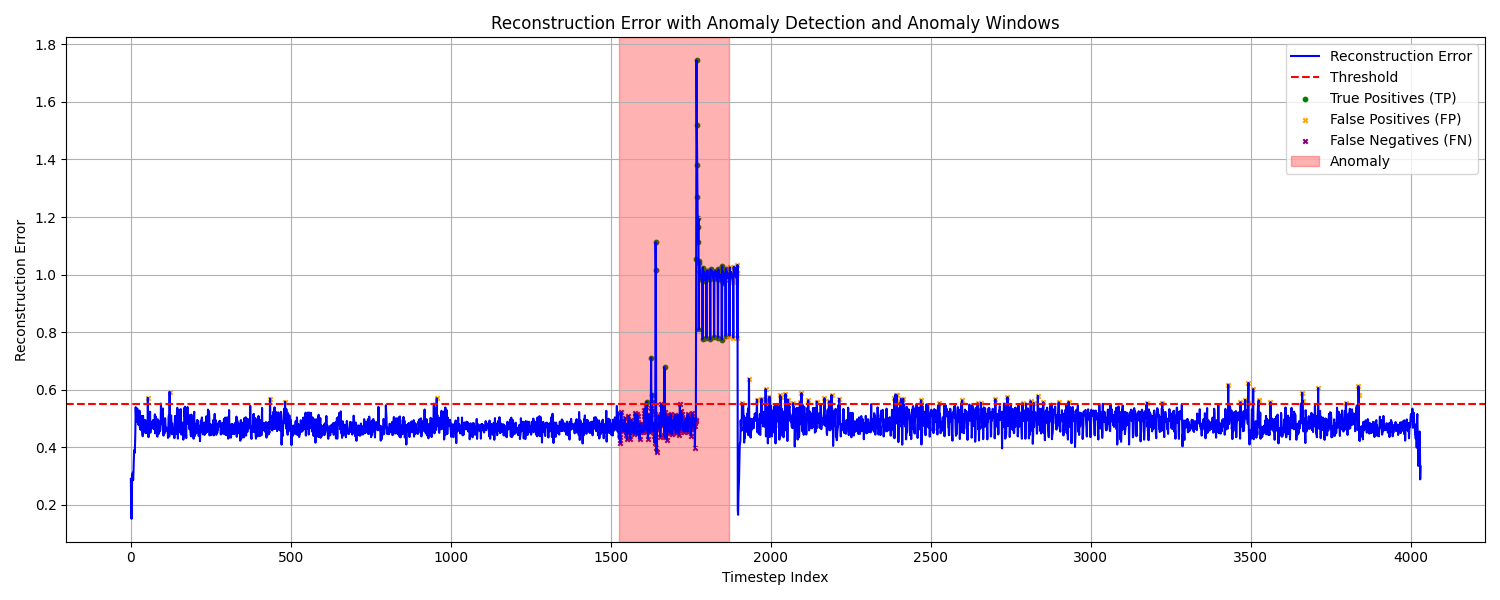 Reconstruction Error with Anomaly Detection and Anomaly Windows
Reconstruction Error
1.8
1.6
1.4
1.2
1.0
0.8
0.6
0.4
0.2
Reconstruction Error
Threshold
True Positives (TP)
False Positives (FP)
False Negatives (FN)
Anomaly
0 500 1000 1500 2000 2500 3000 3500 4000
Timestep Index